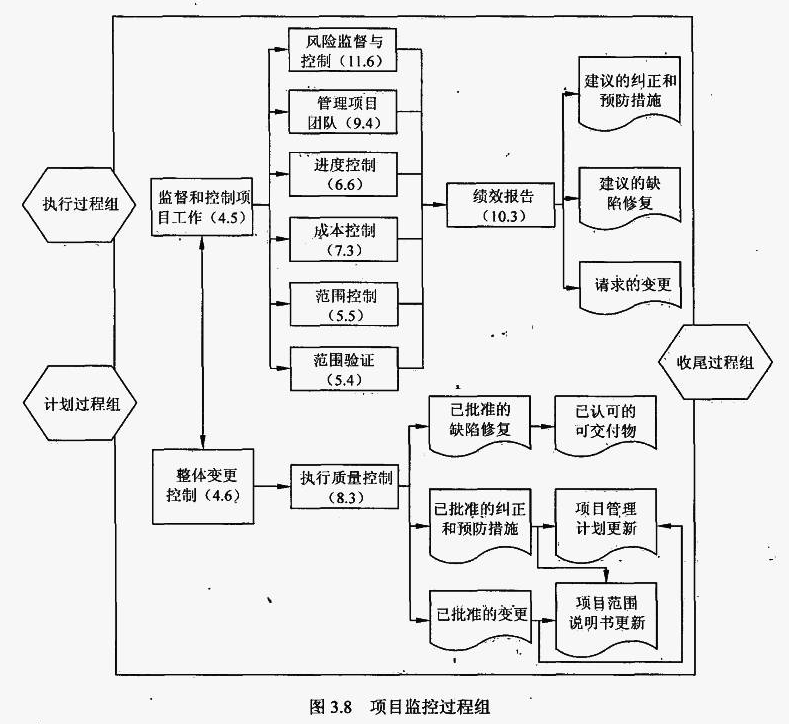 风险监督与
控制（11.6）
管理项目
团队（9.4）
进度控制
（6.6）
成本控制
（7.3）
范围控制
（5.5）
范围验证
（5.4）
执行过程组
计划过程组
监督和控制项
目工作（4.5）
绩效报告
（10.3）
建议的纠正和
预防措施
建议的缺
陷修复
请求的变更
收尾过程组
整体变更
控制（4.6）
执行质量控制
（8.3）
已批准的
缺陷修复
已认可的
可交付物
已批准的纠正
和预防措施
项目管理
计划更新
已批准的变更
项目范围
说明书更新
图 3.8 项目监控过程组